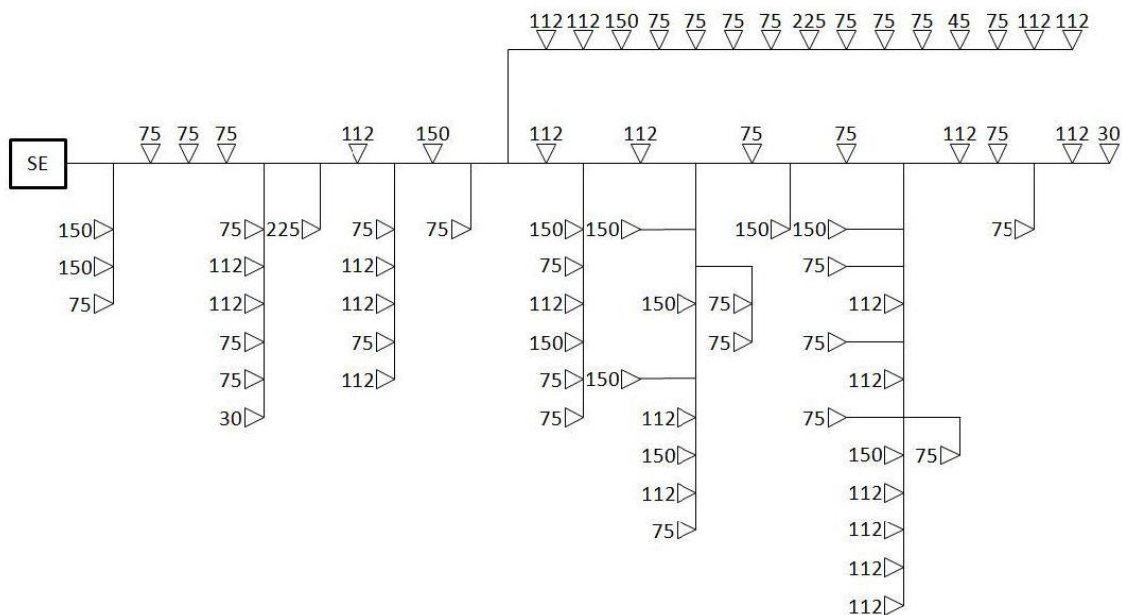 112 112 150 75 75 75 75 225 75 75 75 45 75 112 112
75 75 75 112 150 112 112 75 75 112 75 112 30
SE
150 75 225 75 75 150 150 150 150 75
150 112 112 75 75
75 112 112 112 150 75 112
75 75 150 75 75
75 112 75 150 112
30 75 112 75
150 150 75
112 112
75 112
112
112